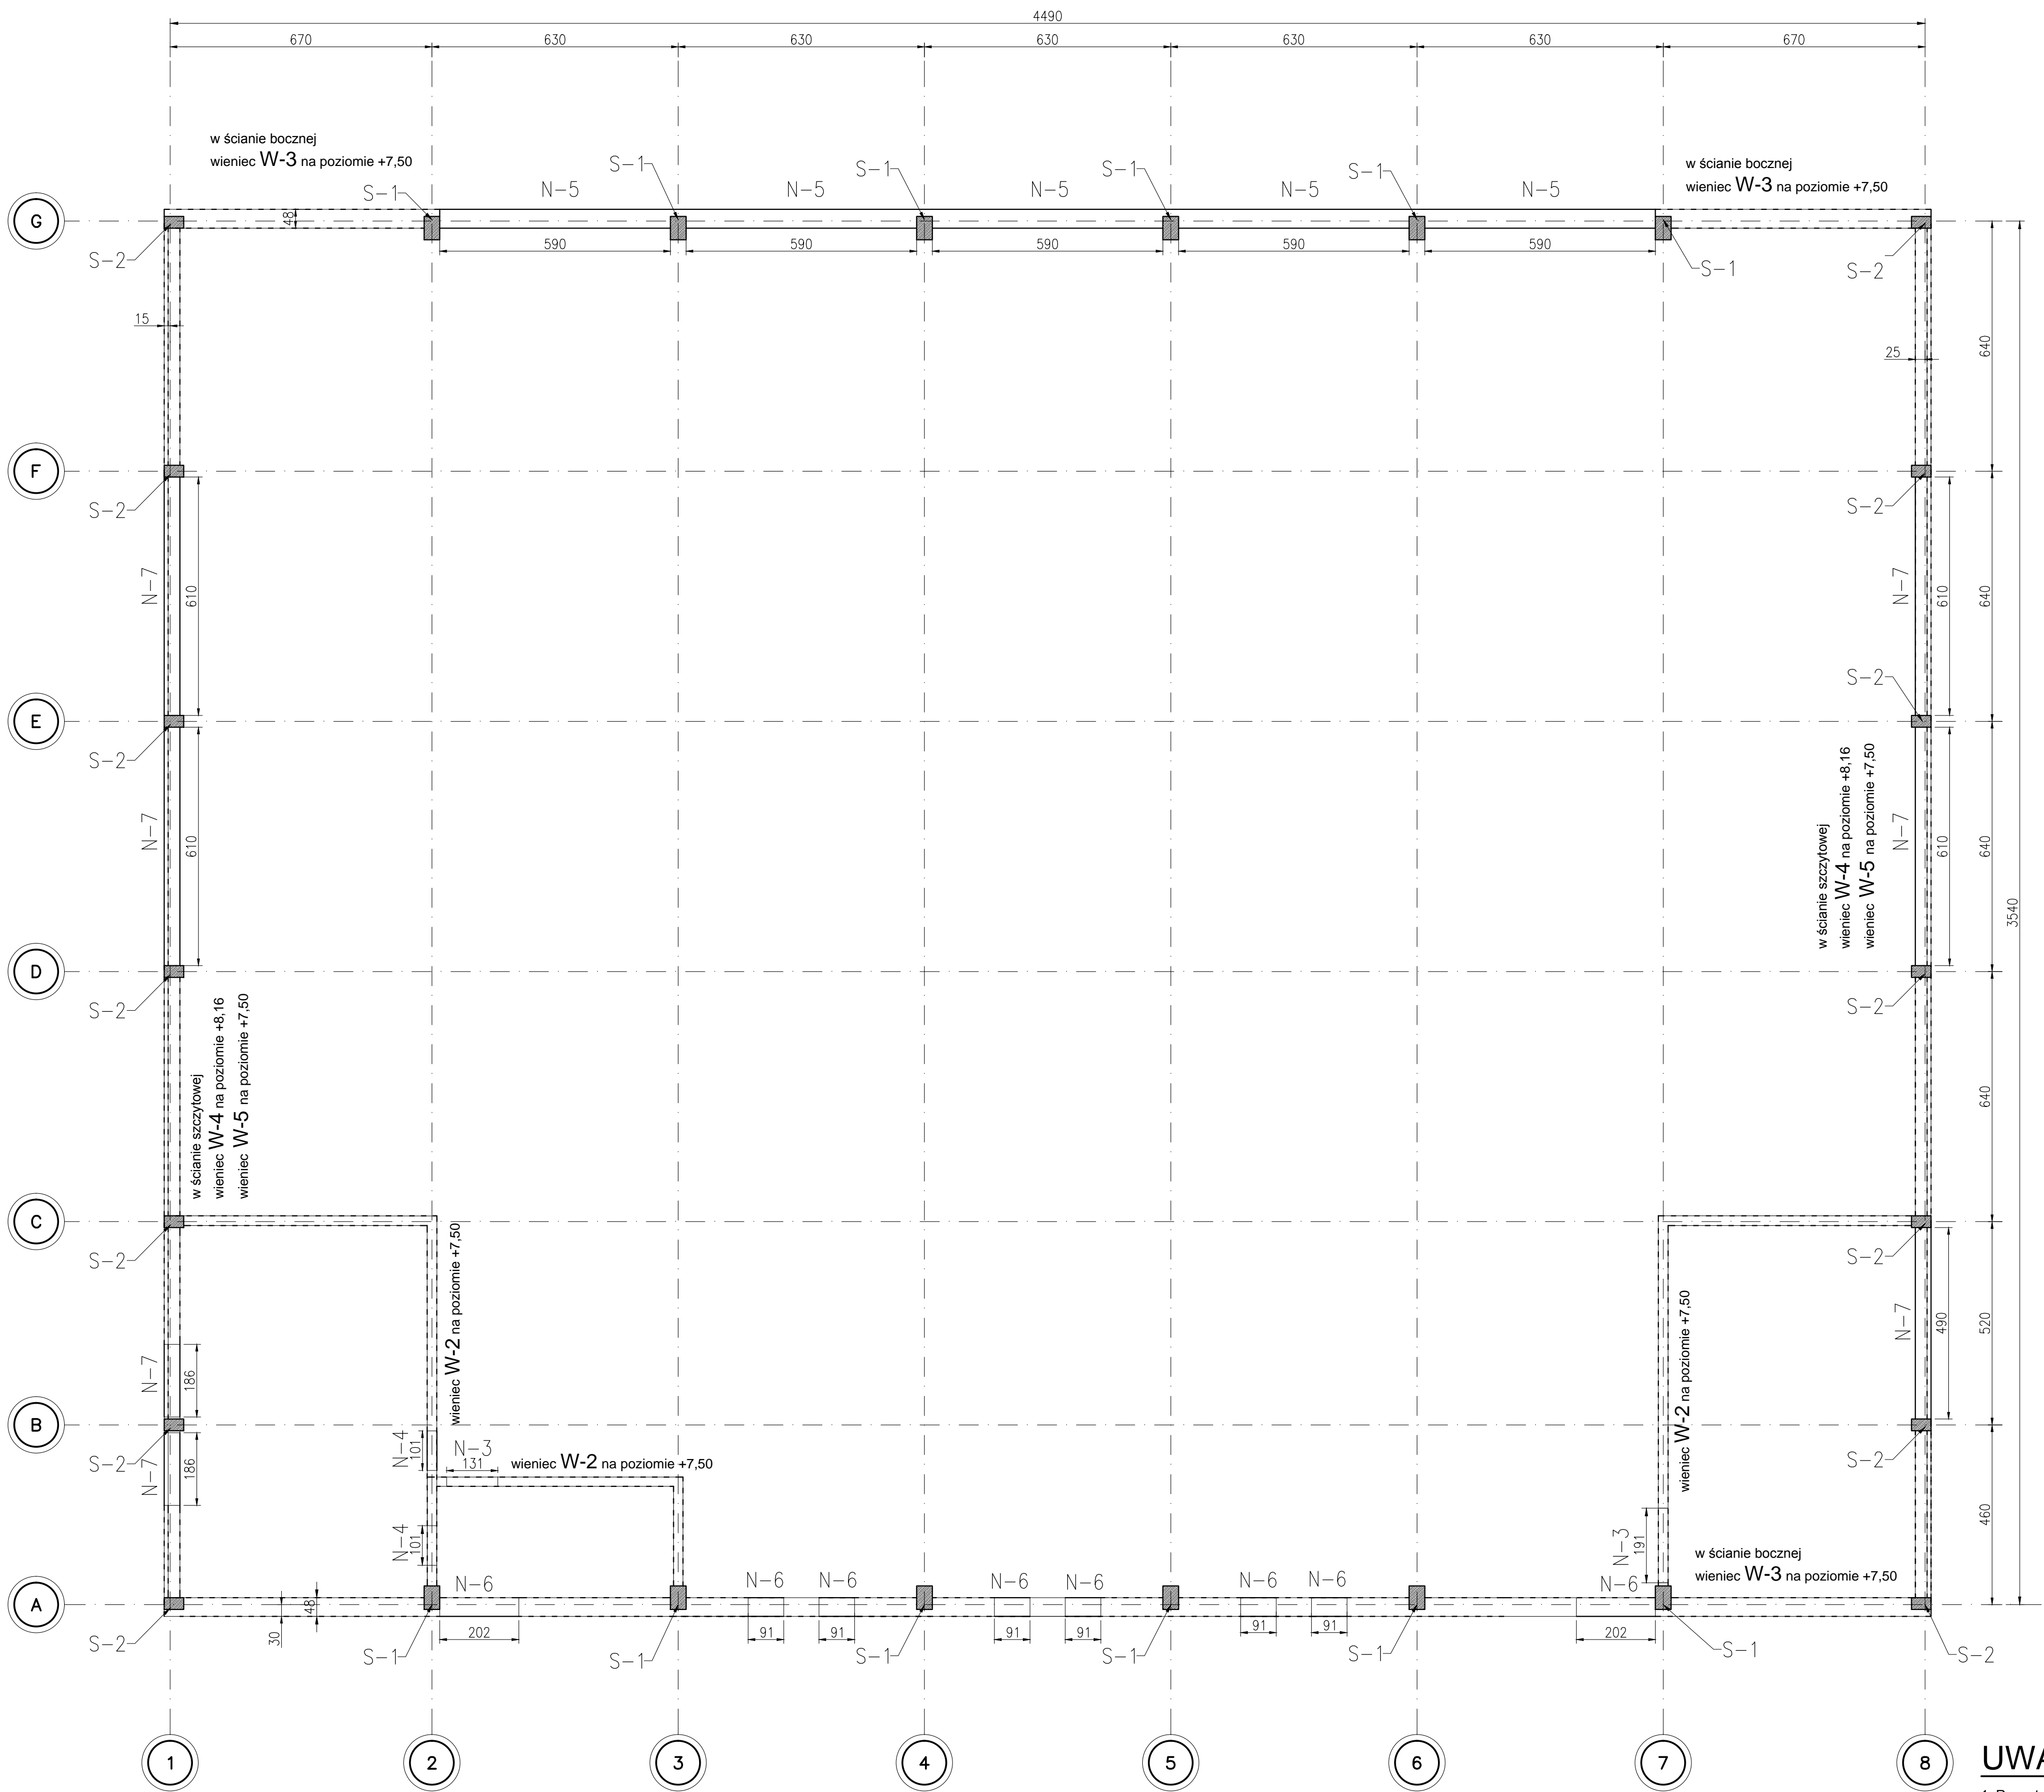 4490
670 630 630 630 630 630 670
w ścianie bocznej
wieniec W-3 na poziomie +7,50
w ścianie bocznej
wieniec W-3 na poziomie +7,50
S-1 N-5 S-1 N-5 S-1 N-5 S-1 N-5 S-1 N-5
G
48
S-2
590 590 590 590 590
S-1
S-2
15
25
640
F
S-2
S-2
N-7
610
N-7
610
640
S-2
E
S-2
N-7
610
w ścianie szczytowej
wieniec W-4 na poziomie +8,16
wieniec W-5 na poziomie +7,50
N-7
610
640
3540
D
S-2
S-2
w ścianie szczytowej
wieniec W-4 na poziomie +8,16
wieniec W-5 na poziomie +7,50
640
C
S-2
S-2
wieniec W-2 na poziomie +7,50
wieniec W-2 na poziomie +7,50
N-7
490
520
N-7
186
B
S-2
S-2
N-4
101
N-3
131
wieniec W-2 na poziomie +7,50
N-7
186
460
N-4
101
N-3
191
w ścianie bocznej
wieniec W-3 na poziomie +7,50
N-6 N-6 N-6 N-6 N-6 N-6 N-6 N-6
A
48
30
202 91 91 91 91 91 91 202
S-2 S-1 S-1 S-1 S-1 S-1 S-1 S-2
1 2 3 4 5 6 7 8
UWA